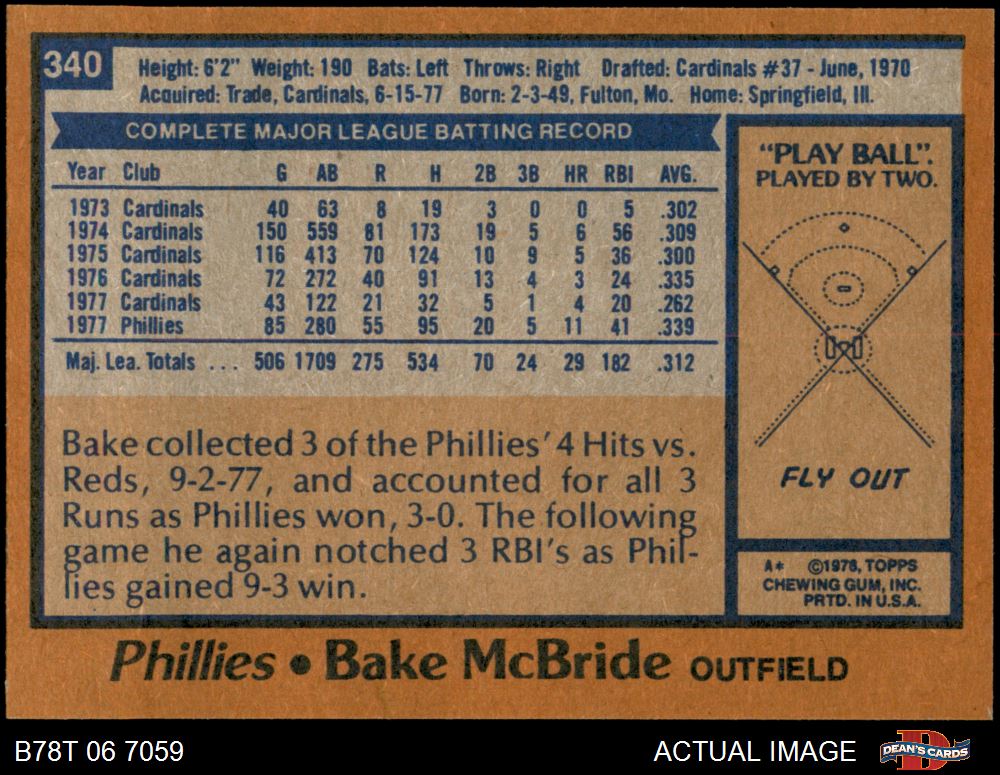 340
Height: 6'2" Weight: 190 Bats: Left Throws: Right Drafted: Cardinals #37 - June, 1970
Acquired: Trade, Cardinals, 6-15-77 Born: 2-3-49, Fulton, Mo. Home: Springfield, Ill.
COMPLETE MAJOR LEAGUE BATTING RECORD
Year Club G AB R H 2B 3B HR RBI AVG.
1973 Cardinals 40 63 8 19 3 0 0 5 .302
1974 Cardinals 150 559 81 173 19 5 6 56 .309
1975 Cardinals 116 413 70 124 10 9 5 36 .300
1976 Cardinals 72 272 40 91 13 4 3 24 .335
1977 Cardinals 43 122 21 32 5 1 4 20 .262
1977 Phillies 85 280 55 95 20 5 11 41 .339
Maj. Lea. Totals ... 506 1709 275 534 70 24 29 182 .312
Bake collected 3 of the Phillies' 4 Hits vs.
Reds, 9-2-77, and accounted for all 3
Runs as Phillies won, 3-0. The following
game he again notched 3 RBI's as Phil-
lies gained 9-3 win.
"PLAY BALL".
PLAYED BY TWO.
FLY OUT
A* ©1978, TOPPS
CHEWING GUM, INC.
PRTD. IN U.S.A.
Phillies • Bake McBride OUTFIELD
B78T 06 7059
ACTUAL IMAGE
D
DEAN'S CARDS